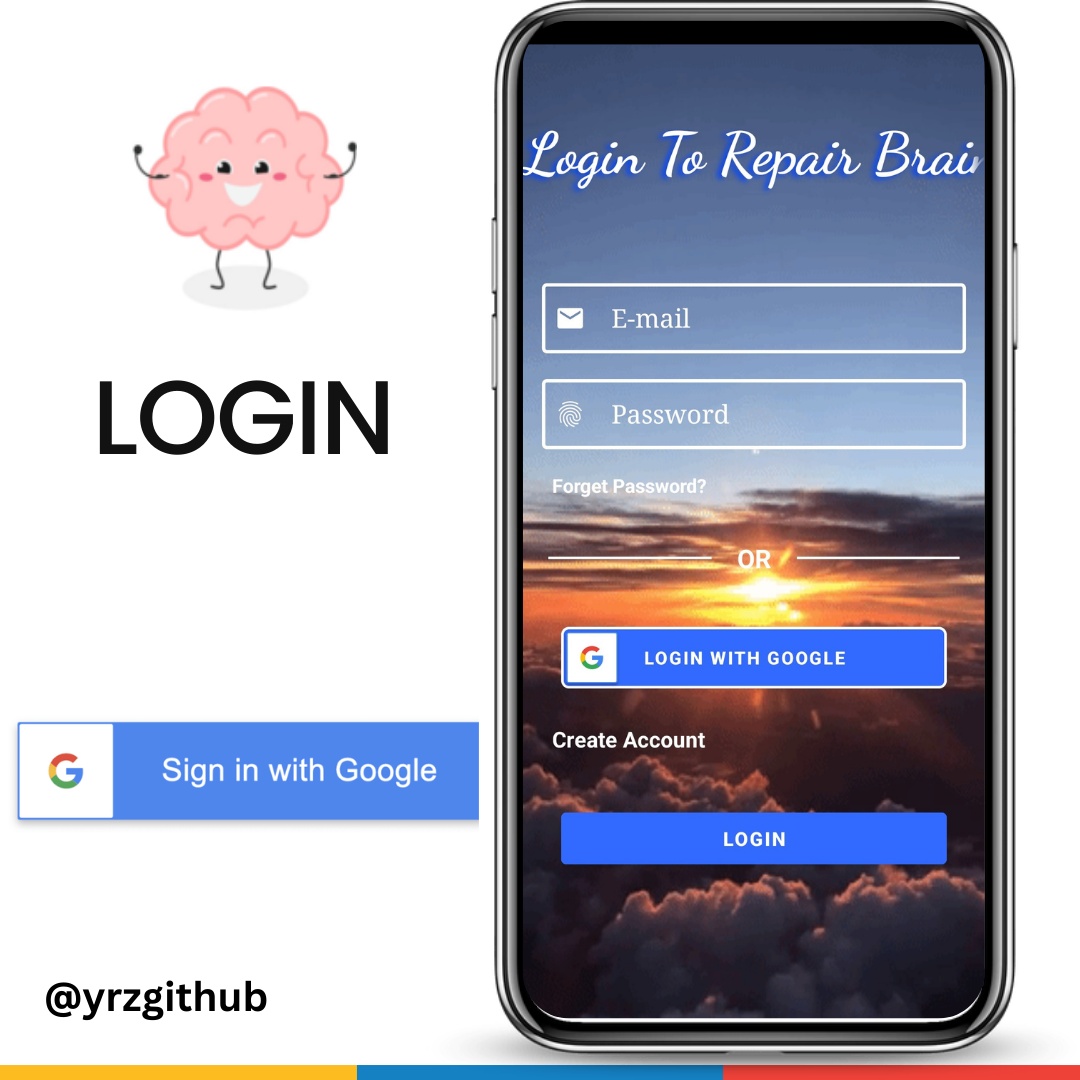 LOGIN
Sign in with Google
@yrzgithub
Login To Repair Brain
E-mail
Password
Forget Password?
OR
LOGIN WITH GOOGLE
Create Account
LOGIN